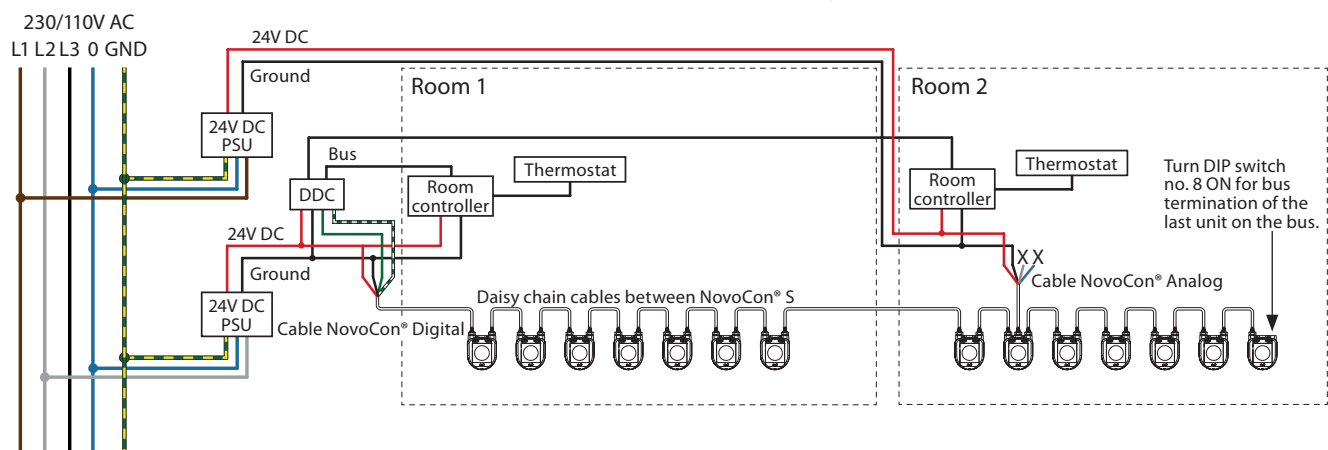 230/110V AC
L1 L2 L3 0 GND
24V DC
Ground
24V DC
PSU
Room 1
Room 2
Bus
DDC
Room
controller
Thermostat
Room
controller
Thermostat
Turn DIP switch
no. 8 ON for bus
termination of the
last unit on the bus.
24V DC
Ground
24V DC
PSU
Cable NovoCon® Digital
Daisy chain cables between NovoCon® S
X X
Cable NovoCon® Analog